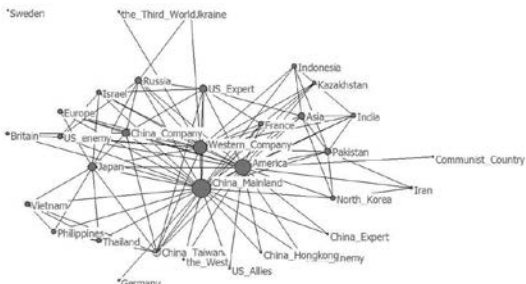 Sweden
the_Third_World Ukraine
Indonesia
Russia
Kazakhstan
US_Expert
Israel
Europe
Asia
India
France
Britain
US_enemy
China_Company
Western_Company
Pakistan
Communist_Country
America
Japan
China_Mainland
Iran
North_Korea
Vietnam
Philippines
China_Expert
Thailand
China_Taiwan
China_Hongkong
the_West
US_Allies
Germany